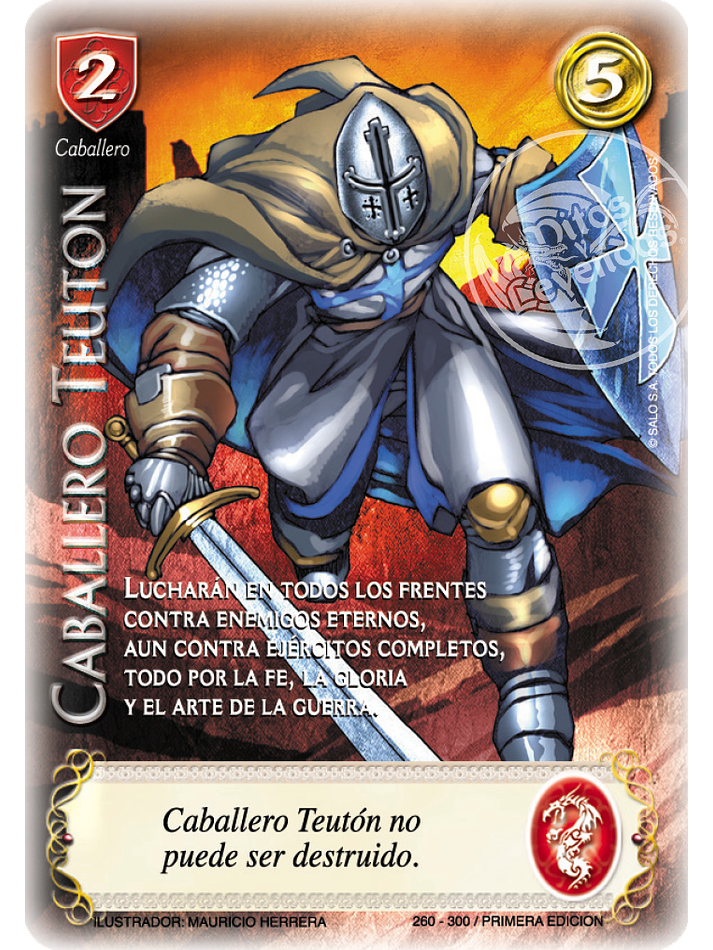 2
5
Caballero
CABALLERO TEUTÓN
Mitos
y
Leyendas
© SALO S.A. TODOS LOS DERECHOS RESERVADOS
LUCHARÁN EN TODOS LOS FRENTES
CONTRA ENEMIGOS ETERNOS,
AUN CONTRA EJÉRCITOS COMPLETOS,
TODO POR LA FE, LA GLORIA
Y EL ARTE DE LA GUERRA.
Caballero Teutón no
puede ser destruido.
ILUSTRADOR: MAURICIO HERRERA
260 - 300 / PRIMERA EDICION